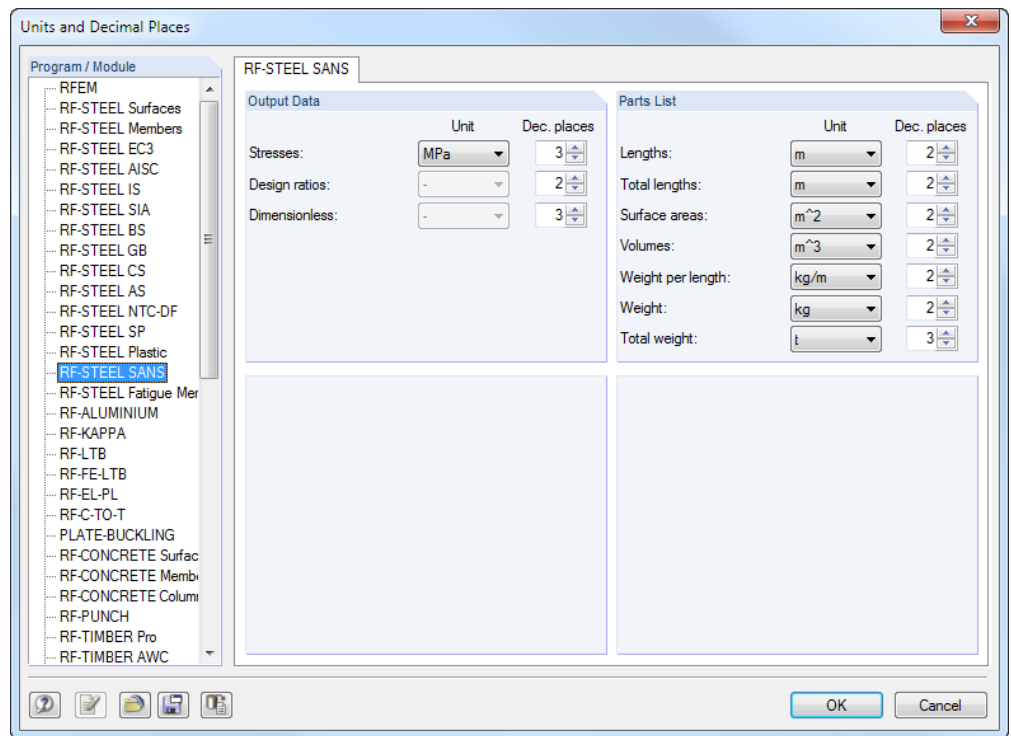 Units and Decimal Places
Program / Module
RFEM
RF-STEEL Surfaces
RF-STEEL Members
RF-STEEL EC3
RF-STEEL AISC
RF-STEEL IS
RF-STEEL SIA
RF-STEEL BS
RF-STEEL GB
RF-STEEL CS
RF-STEEL AS
RF-STEEL NTC-DF
RF-STEEL SP
RF-STEEL Plastic
RF-STEEL SANS
RF-STEEL Fatigue Mer
RF-ALUMINIUM
RF-KAPPA
RF-LTB
RF-FE-LTB
RF-EL-PL
RF-C-TO-T
PLATE-BUCKLING
RF-CONCRETE Surfac
RF-CONCRETE Memb
RF-CONCRETE Colum
RF-PUNCH
RF-TIMBER Pro
RF-TIMBER AWC
RF-STEEL SANS
Output Data
Unit Dec. places
Stresses: MPa 3
Design ratios: - 2
Dimensionless: - 3
Parts List
Unit Dec. places
Lengths: m 2
Total lengths: m 2
Surface areas: m^2 2
Volumes: m^3 2
Weight per length: kg/m 2
Weight: kg 2
Total weight: t 3
OK Cancel